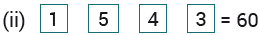 (ii) 1 5 4 3 = 60